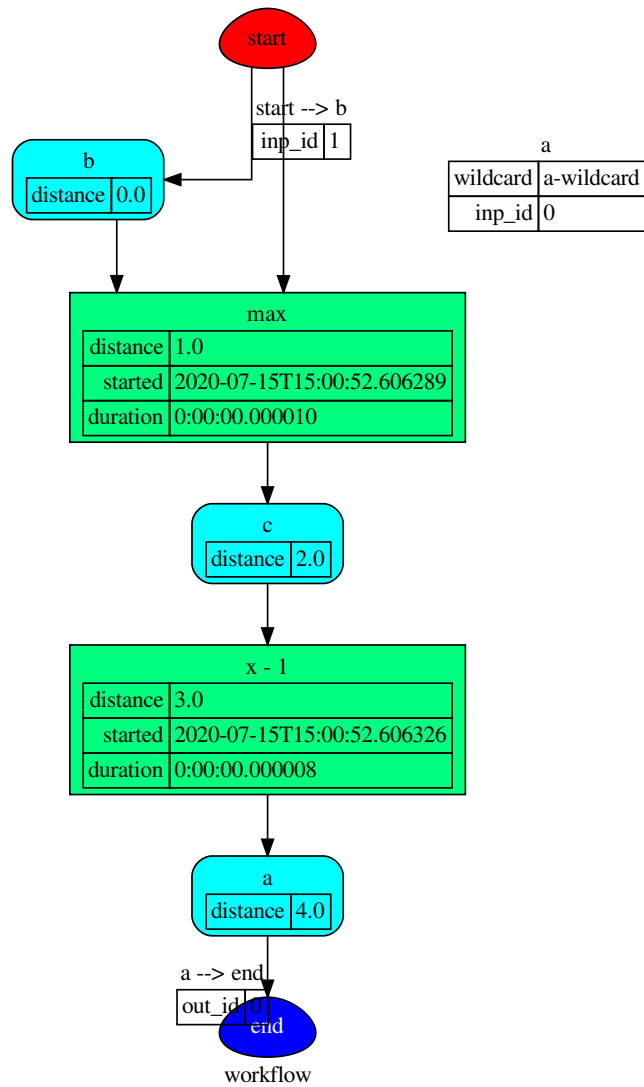 start
start --> b
inp_id 1
b
distance 0.0
a
wildcard a-wildcard
inp_id 0
max
distance 1.0
started 2020-07-15T15:00:52.606289
duration 0:00:00.000010
c
distance 2.0
x - 1
distance 3.0
started 2020-07-15T15:00:52.606326
duration 0:00:00.000008
a
distance 4.0
a --> end
out_id 0
end
workflow